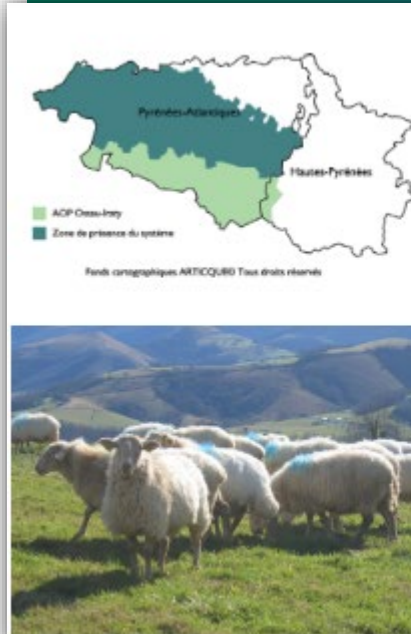 Pyrénées-Atlantiques
Hautes-Pyrénées
AOP Ossau-Iraty
Zone de présence du système
Fonds cartographiques ARTICQUE© Tous droits réservés